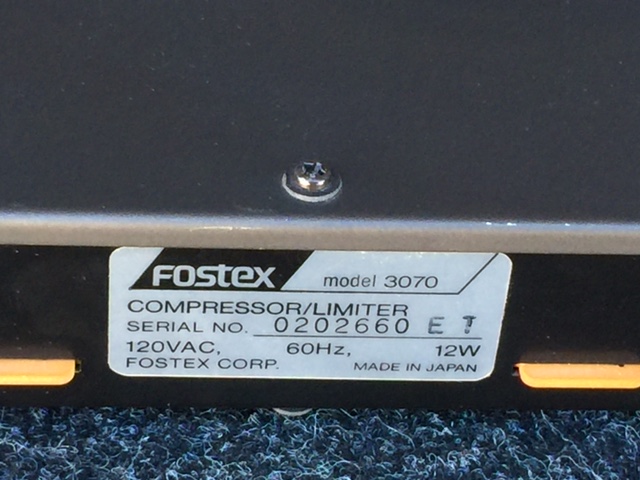 FOSTEX model 3070
COMPRESSOR/LIMITER
SERIAL NO. 0202660 E T
120VAC, 60Hz, 12W
FOSTEX CORP. MADE IN JAPAN